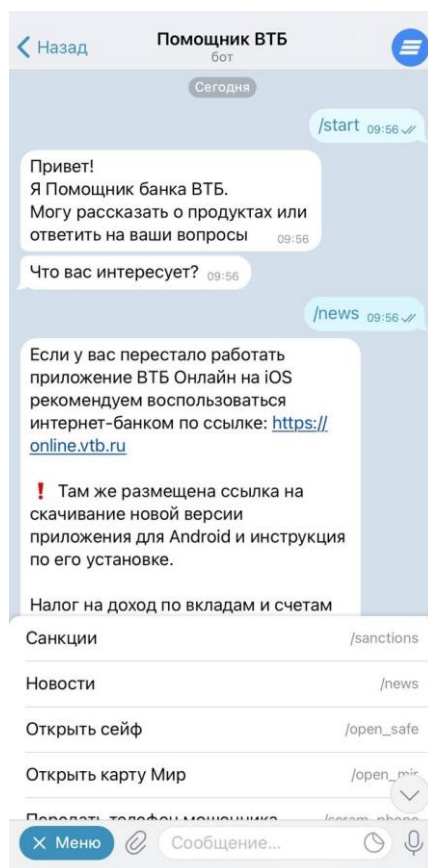 Назад
Помощник ВТБ
бот
Сегодня
/start 09:56
Привет!
Я Помощник банка ВТБ.
Могу рассказать о продуктах или
ответить на ваши вопросы 09:56
Что вас интересует? 09:56
/news 09:56
Если у вас перестало работать
приложение ВТБ Онлайн на iOS
рекомендуем воспользоваться
интернет-банком по ссылке: https://
online.vtb.ru
❗ Там же размещена ссылка на
скачивание новой версии
приложения для Android и инструкция
по его установке.
Налог на доход по вкладам и счетам
Санкции /sanctions
Новости /news
Открыть сейф /open_safe
Открыть карту Мир /open_mir
Передать телефон мошенника
× Меню Сообщение...